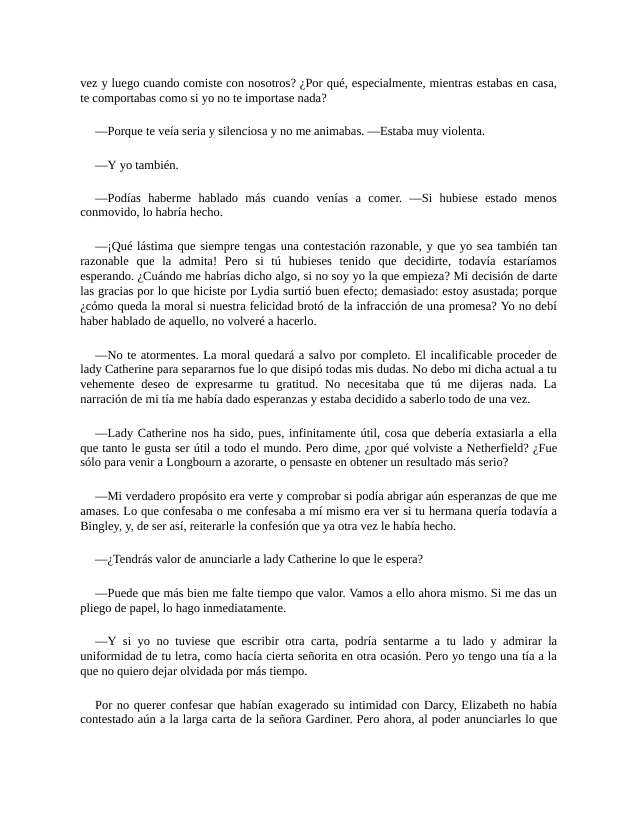 vez y luego cuando comiste con nosotros? ¿Por qué, especialmente, mientras estabas en casa,
te comportabas como si yo no te importase nada?
—Porque te veía seria y silenciosa y no me animabas. —Estaba muy violenta.
—Y yo también.
—Podías haberme hablado más cuando venías a comer. —Si hubiese estado menos
conmovido, lo habría hecho.
—¡Qué lástima que siempre tengas una contestación razonable, y que yo sea también tan
razonable que la admita! Pero si tú hubieses tenido que decidirte, todavía estaríamos
esperando. ¿Cuándo me habrías dicho algo, si no soy yo la que empieza? Mi decisión de darte
las gracias por lo que hiciste por Lydia surtió buen efecto; demasiado: estoy asustada; porque
¿cómo queda la moral si nuestra felicidad brotó de la infracción de una promesa? Yo no debí
haber hablado de aquello, no volveré a hacerlo.
—No te atormentes. La moral quedará a salvo por completo. El incalificable proceder de
lady Catherine para separarnos fue lo que disipó todas mis dudas. No debo mi dicha actual a tu
vehemente deseo de expresarme tu gratitud. No necesitaba que tú me dijeras nada. La
narración de mi tía me había dado esperanzas y estaba decidido a saberlo todo de una vez.
—Lady Catherine nos ha sido, pues, infinitamente útil, cosa que debería extasiarla a ella
que tanto le gusta ser útil a todo el mundo. Pero dime, ¿por qué volviste a Netherfield? ¿Fue
sólo para venir a Longbourn a azorarte, o pensaste en obtener un resultado más serio?
—Mi verdadero propósito era verte y comprobar si podía abrigar aún esperanzas de que me
amases. Lo que confesaba o me confesaba a mí mismo era ver si tu hermana quería todavía a
Bingley, y, de ser así, reiterarle la confesión que ya otra vez le había hecho.
—¿Tendrás valor de anunciarle a lady Catherine lo que le espera?
—Puede que más bien me falte tiempo que valor. Vamos a ello ahora mismo. Si me das un
pliego de papel, lo hago inmediatamente.
—Y si yo no tuviese que escribir otra carta, podría sentarme a tu lado y admirar la
uniformidad de tu letra, como hacía cierta señorita en otra ocasión. Pero yo tengo una tía a la
que no quiero dejar olvidada por más tiempo.
Por no querer confesar que habían exagerado su intimidad con Darcy, Elizabeth no había
contestado aún a la larga carta de la señora Gardiner. Pero ahora, al poder anunciarles lo que